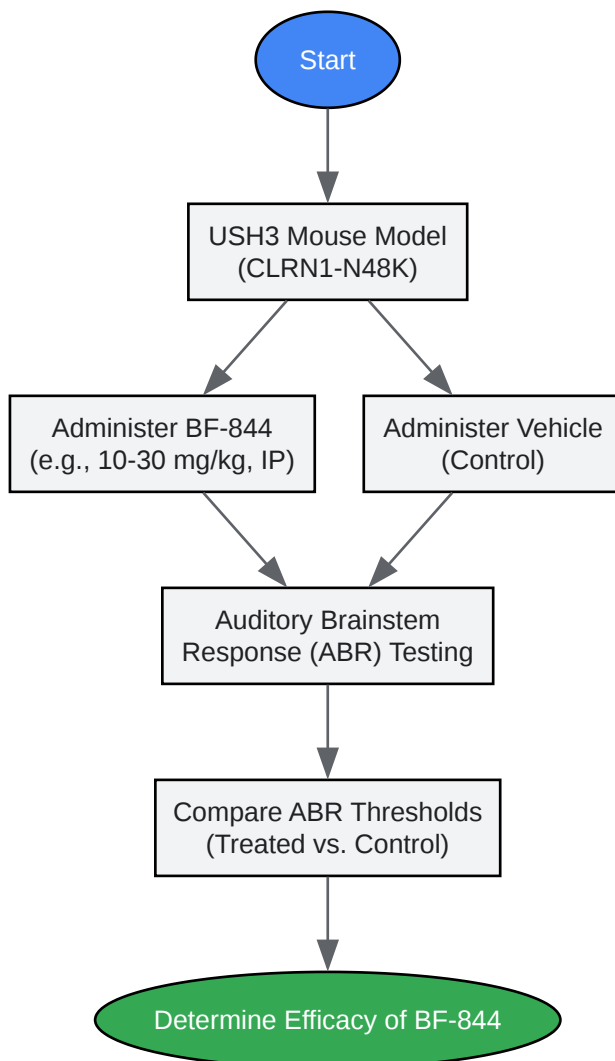 Start
USH3 Mouse Model
(CLRN1-N48K)
Administer BF-844
(e.g., 10-30 mg/kg, IP)
Administer Vehicle
(Control)
Auditory Brainstem
Response (ABR) Testing
Compare ABR Thresholds
(Treated vs. Control)
Determine Efficacy of BF-844